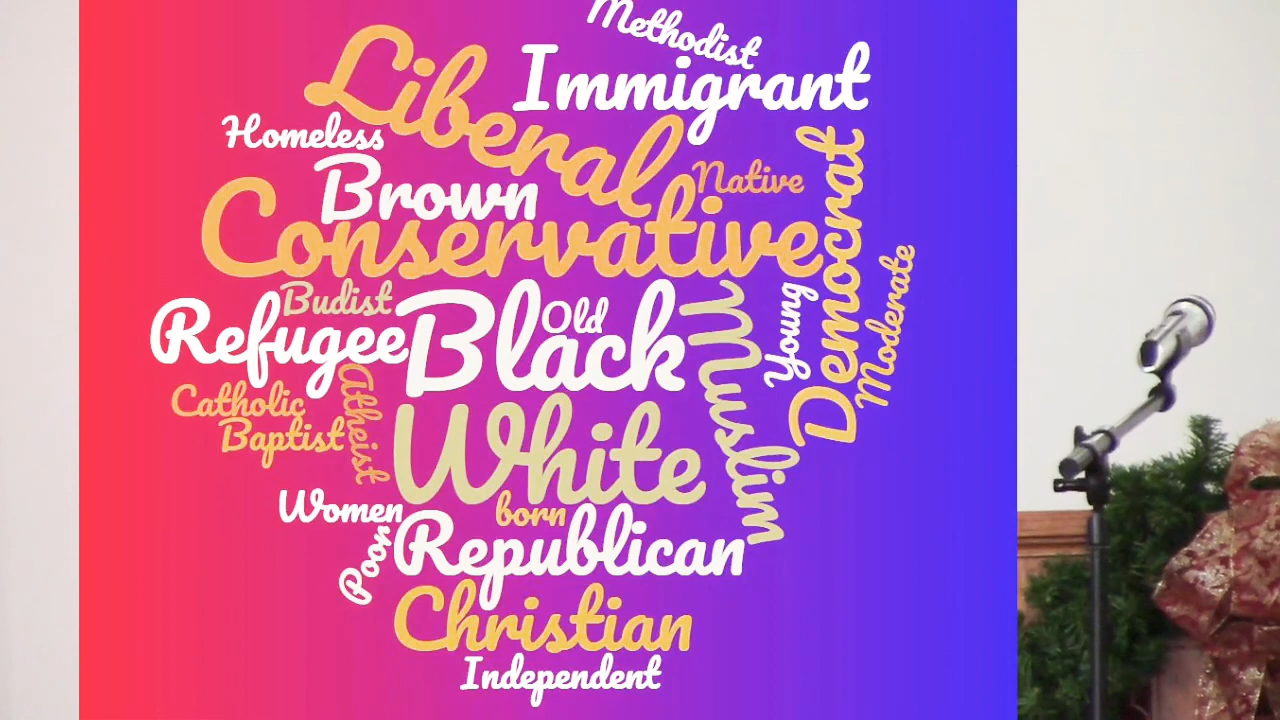 Methodist
Immigrant
Liberal
Homeless
Brown
Native
Democrat
Conservative
Moderate
Budist
Old
Young
Refugee
Black
Muslim
Catholic
Atheist
Baptist
White
Women
born
Poor
Republican
Christian
Independent